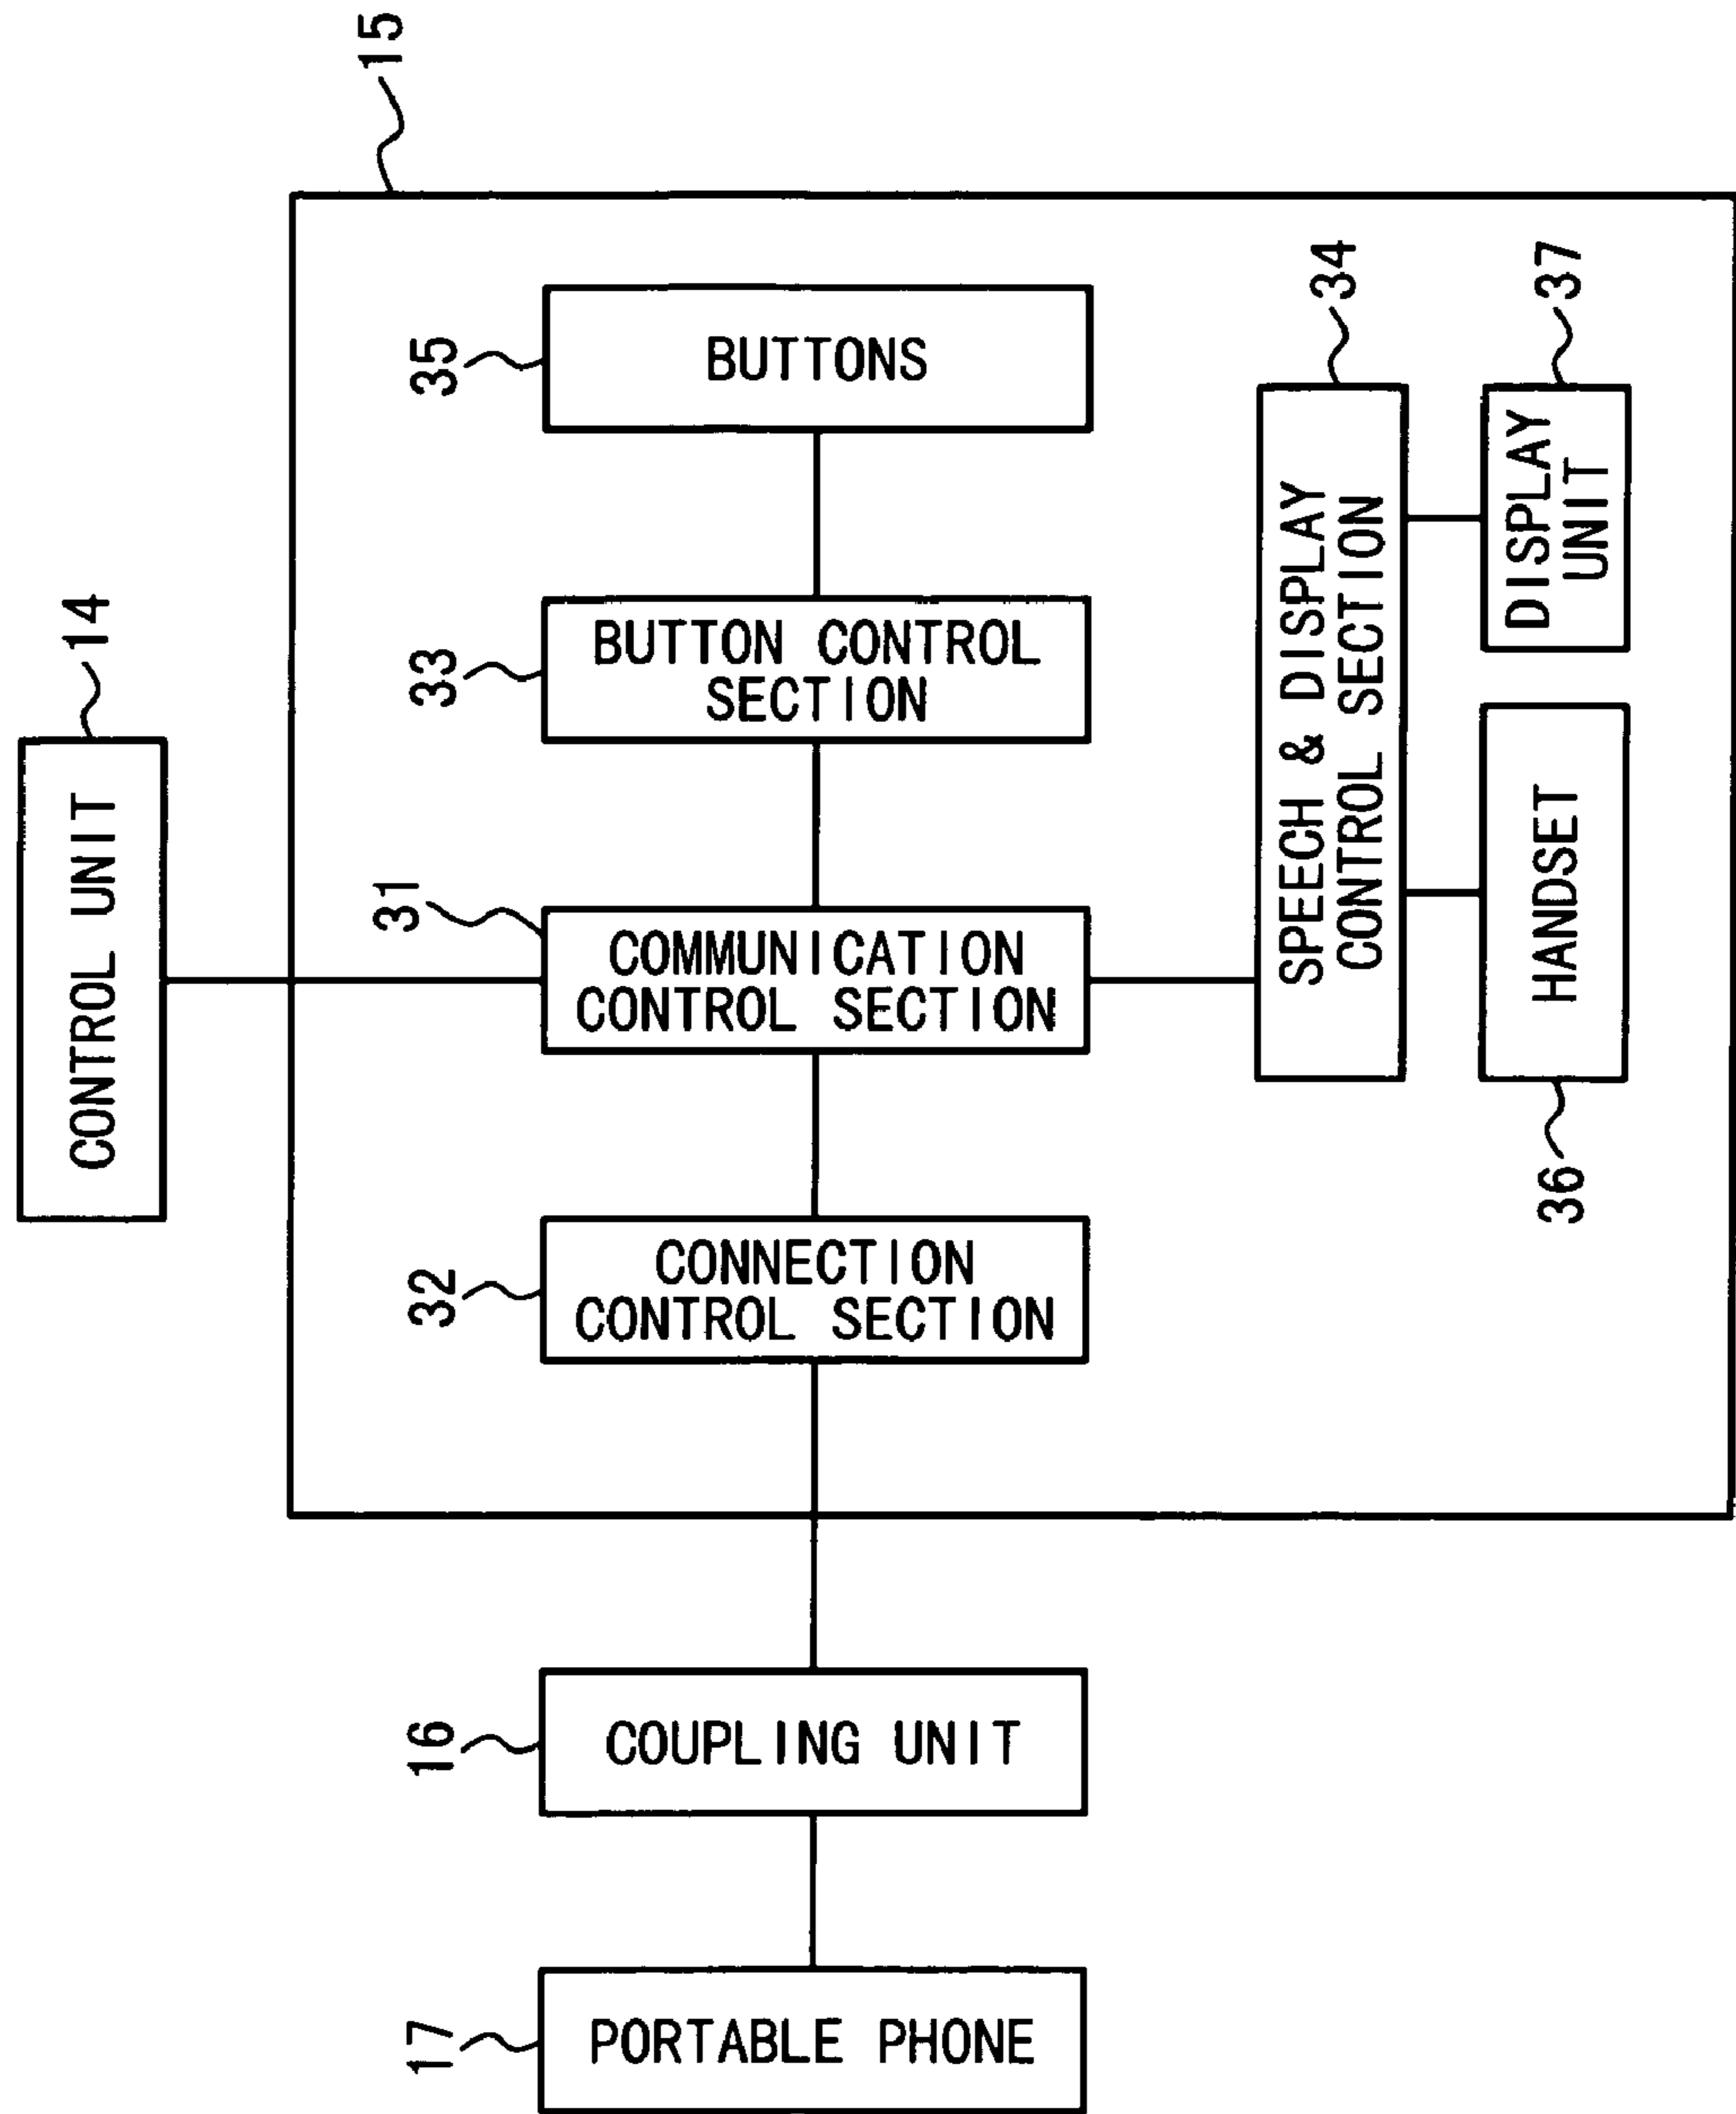 15
14
CONTROL UNIT
35
BUTTONS
33
BUTTON CONTROL
SECTION
31
COMMUNICATION
CONTROL SECTION
32
CONNECTION
CONTROL SECTION
34
SPEECH & DISPLAY
CONTROL SECTION
37
DISPLAY
UNIT
HANDSET
36
16
COUPLING UNIT
17
PORTABLE PHONE